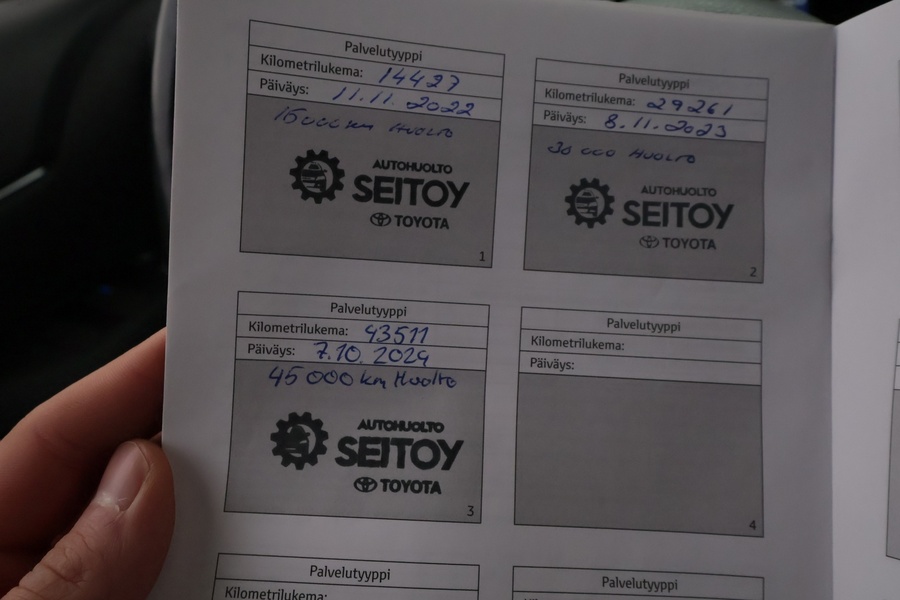 Palvelutyyppi
Kilometrilukema: 14427
Päiväys: 11.11.2022
15000 km Huolto
AUTOHUOLTO
SEITOY
TOYOTA
1
Palvelutyyppi
Kilometrilukema: 29261
Päiväys: 8.11.2023
30 000 Huolto
AUTOHUOLTO
SEITOY
TOYOTA
2
Palvelutyyppi
Kilometrilukema: 43511
Päiväys: 7.10.2024
45 000 km Huolto
AUTOHUOLTO
SEITOY
TOYOTA
3
Palvelutyyppi
Kilometrilukema:
Päiväys:
4
Palvelutyyppi
Kilometrilukema:
Palvelutyyppi